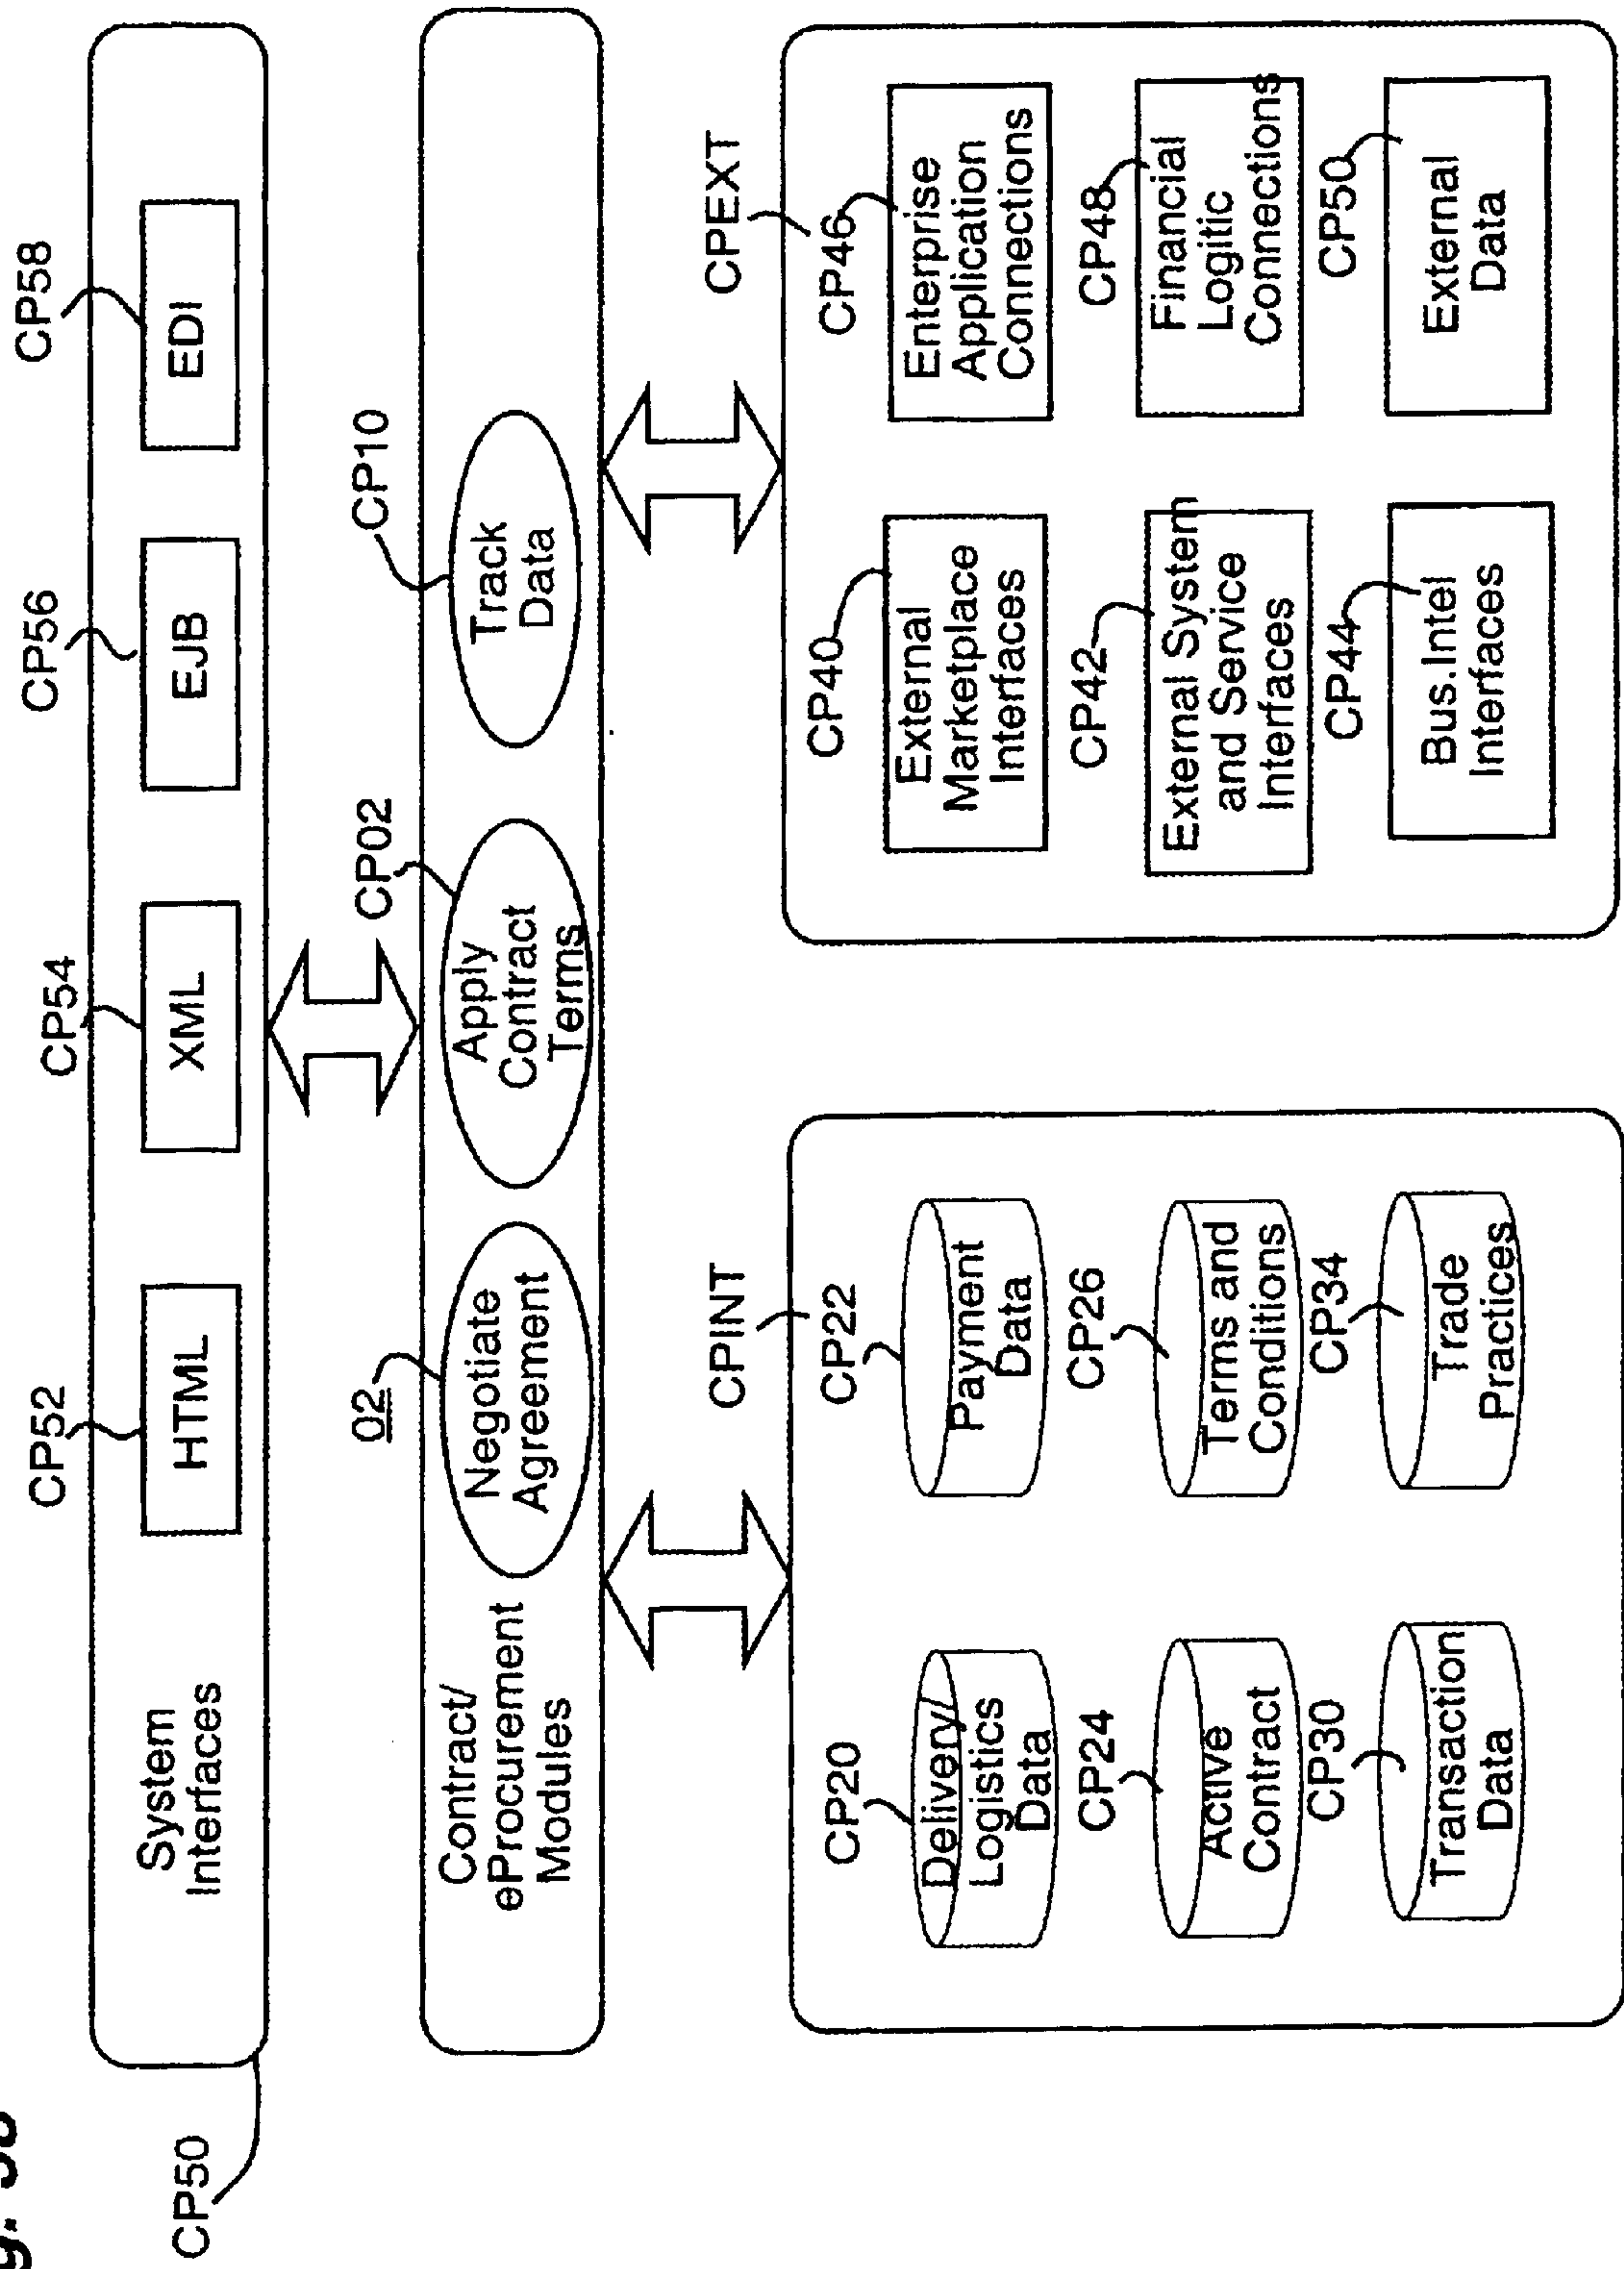 CP50
System
Interfaces
CP52
HTML
CP54
XML
CP56
EJB
CP58
EDI
Contract/
eProcurement
Modules
02
Negotiate
Agreement
CP02
Apply
Contract
Terms
CP10
Track
Data
CPINT
CP20
Delivery/
Logistics
Data
CP22
Payment
Data
CP24
Active
Contract
CP26
Terms and
Conditions
CP30
Transaction
Data
CP34
Trade
Practices
CPEXT
CP40
External
Marketplace
Interfaces
CP46
Enterprise
Application
Connections
CP42
External System
and Service
Interfaces
CP48
Financial
Logitic
Connections
CP44
Bus.Intel
Interfaces
CP50
External
Data